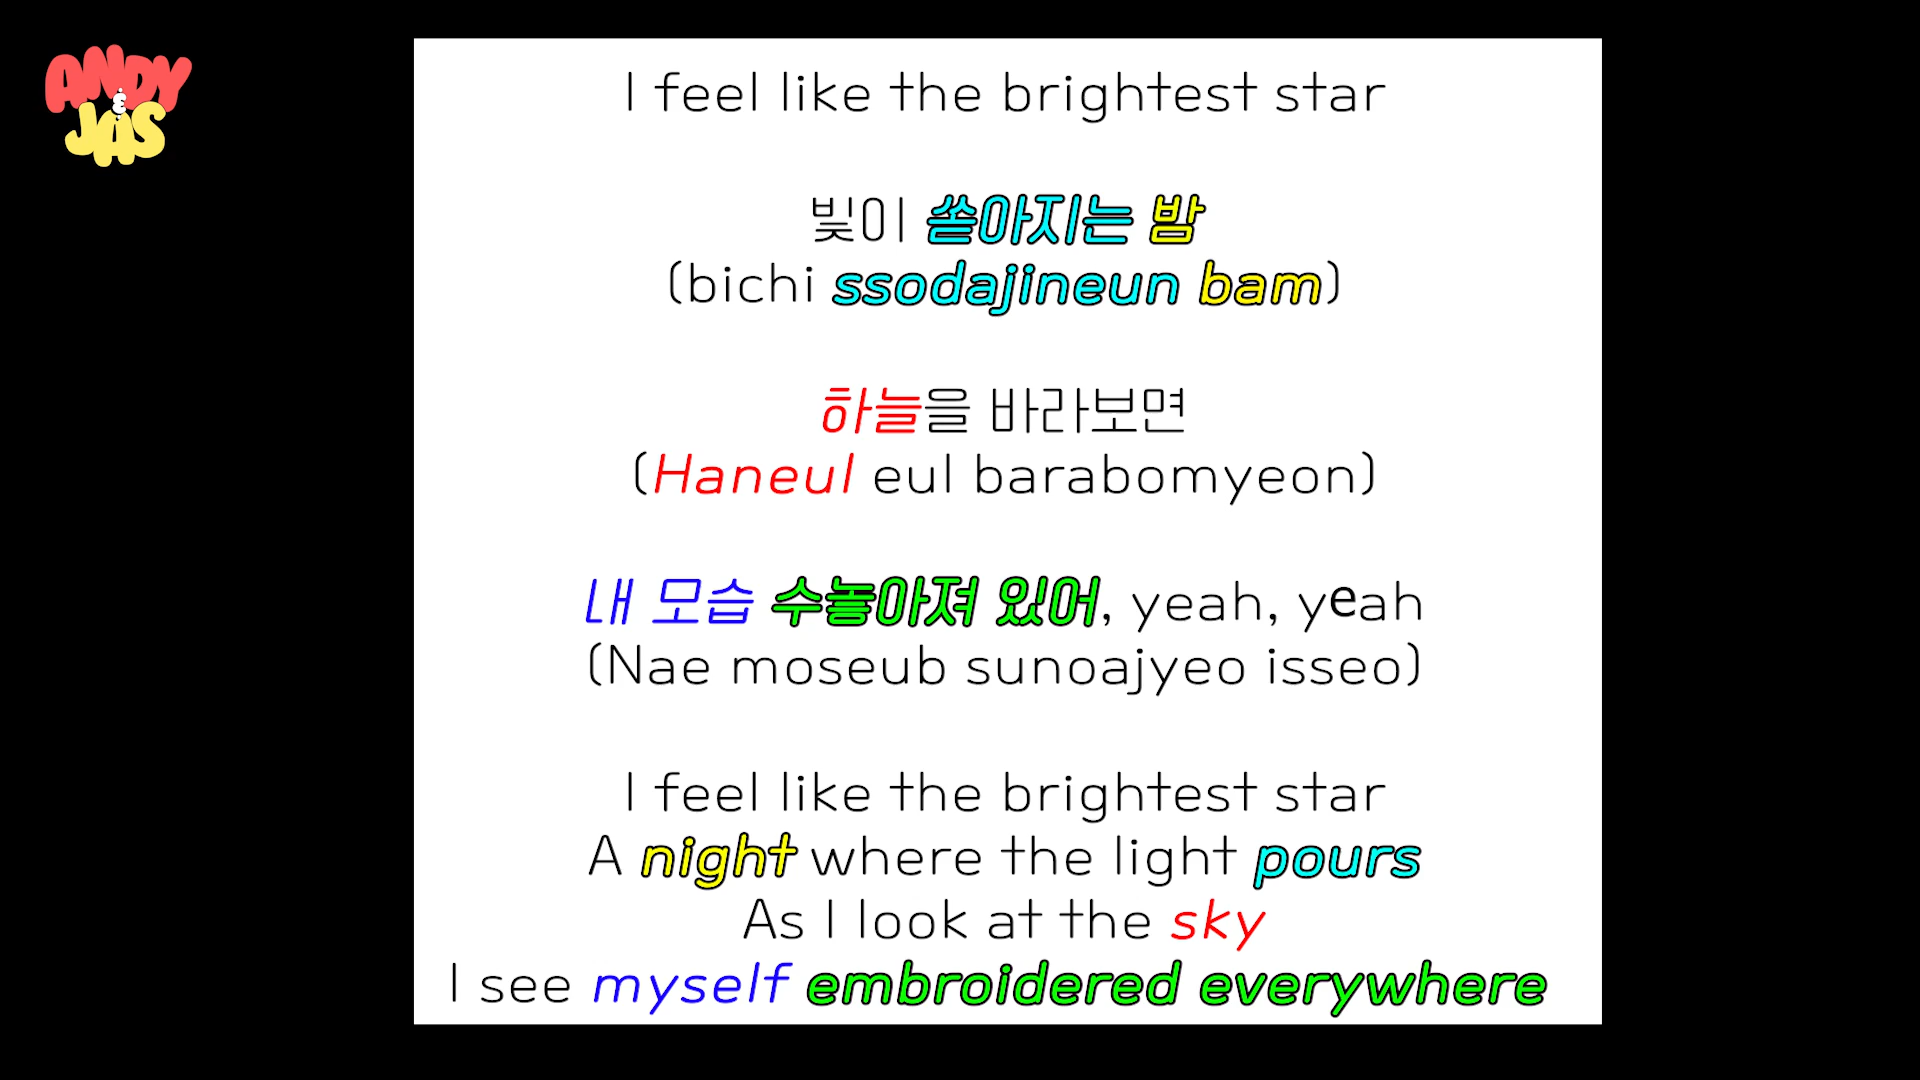 ANDY
&
JAS
I feel like the brightest star
빛이 쏟아지는 밤
(bichi ssodajineun bam)
하늘을 바라보면
(Haneul eul barabomyeon)
내 모습 수놓아져 있어, yeah, yeah
(Nae moseub sunoajyeo isseo)
I feel like the brightest star
A night where the light pours
As I look at the sky
I see myself embroidered everywhere